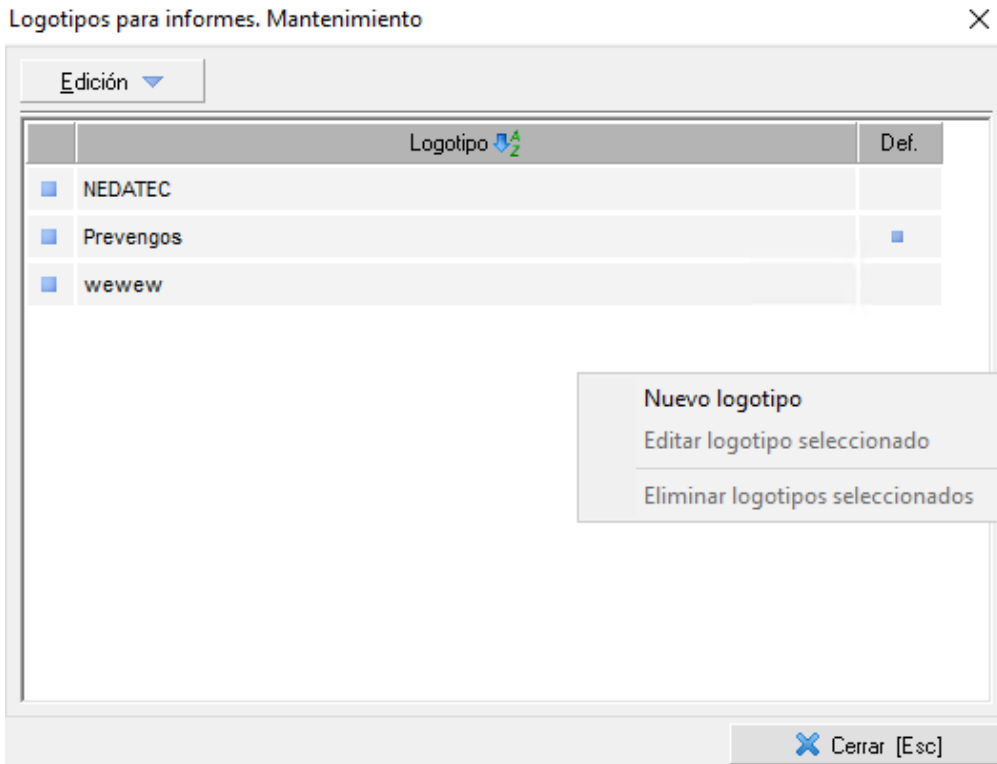 Logotipos para informes. Mantenimiento
Edición
Logotipo AZ Def.
NEDATEC
Prevengos
wewew
Nuevo logotipo
Editar logotipo seleccionado
Eliminar logotipos seleccionados
Cerrar [Esc]